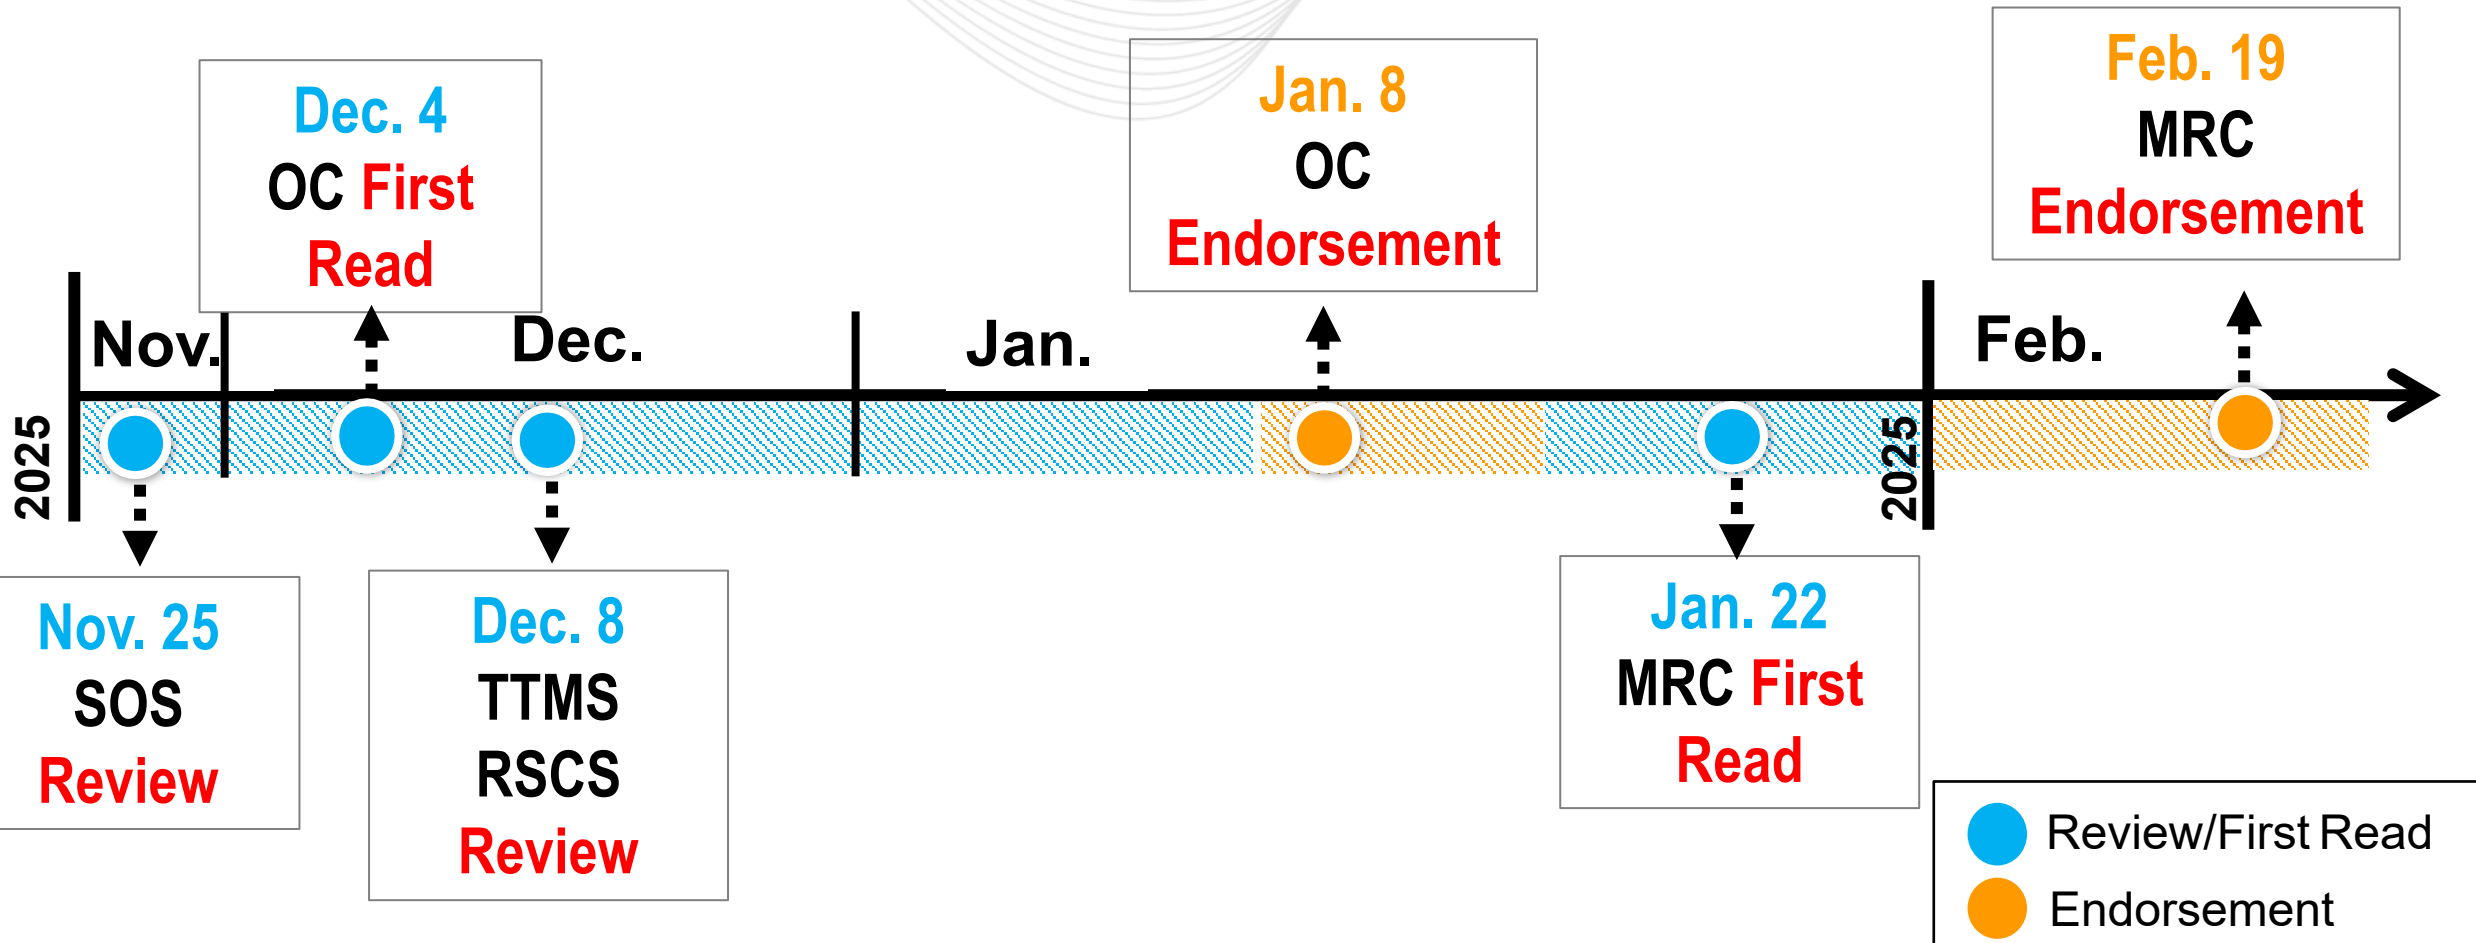 Dec. 4
OC First
Read
Jan. 8
OC
Endorsement
Feb. 19
MRC
Endorsement
Nov.
Dec.
Jan.
Feb.
2025
2025
Nov. 25
SOS
Review
Dec. 8
TTMS
RSCS
Review
Jan. 22
MRC First
Read
Review/First Read
Endorsement